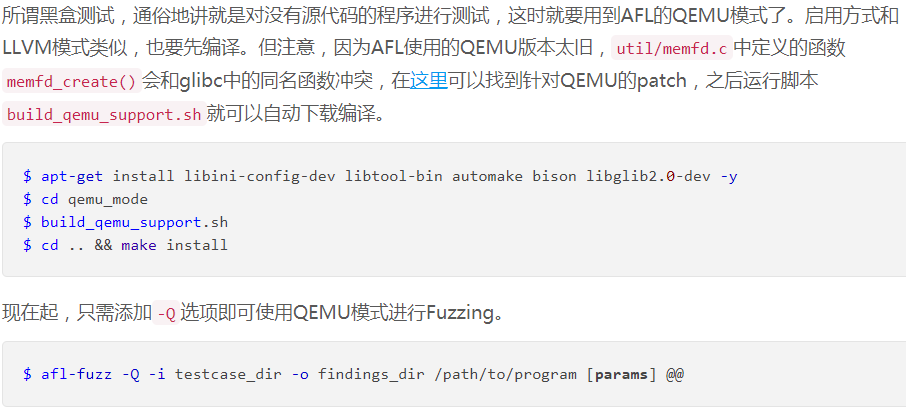 所谓黑盒测试，通俗地讲就是对没有源代码的程序进行测试，这时就要用到AFL的QEMU模式了。启用方式和
LLVM模式类似，也要先编译。但注意，因为AFL使用的QEMU版本太旧，util/memfd.c中定义的函数
memfd_create()会和glibc中的同名函数冲突，在这里可以找到针对QEMU的patch，之后运行脚本
build_qemu_support.sh就可以自动下载编译。
$ apt-get install libini-config-dev libtool-bin automake bison libglib2.0-dev -y
$ cd qemu_mode
$ build_qemu_support.sh
$ cd .. && make install
现在起，只需添加-Q选项即可使用QEMU模式进行Fuzzing。
$ afl-fuzz -Q -i testcase_dir -o findings_dir /path/to/program [params] @@